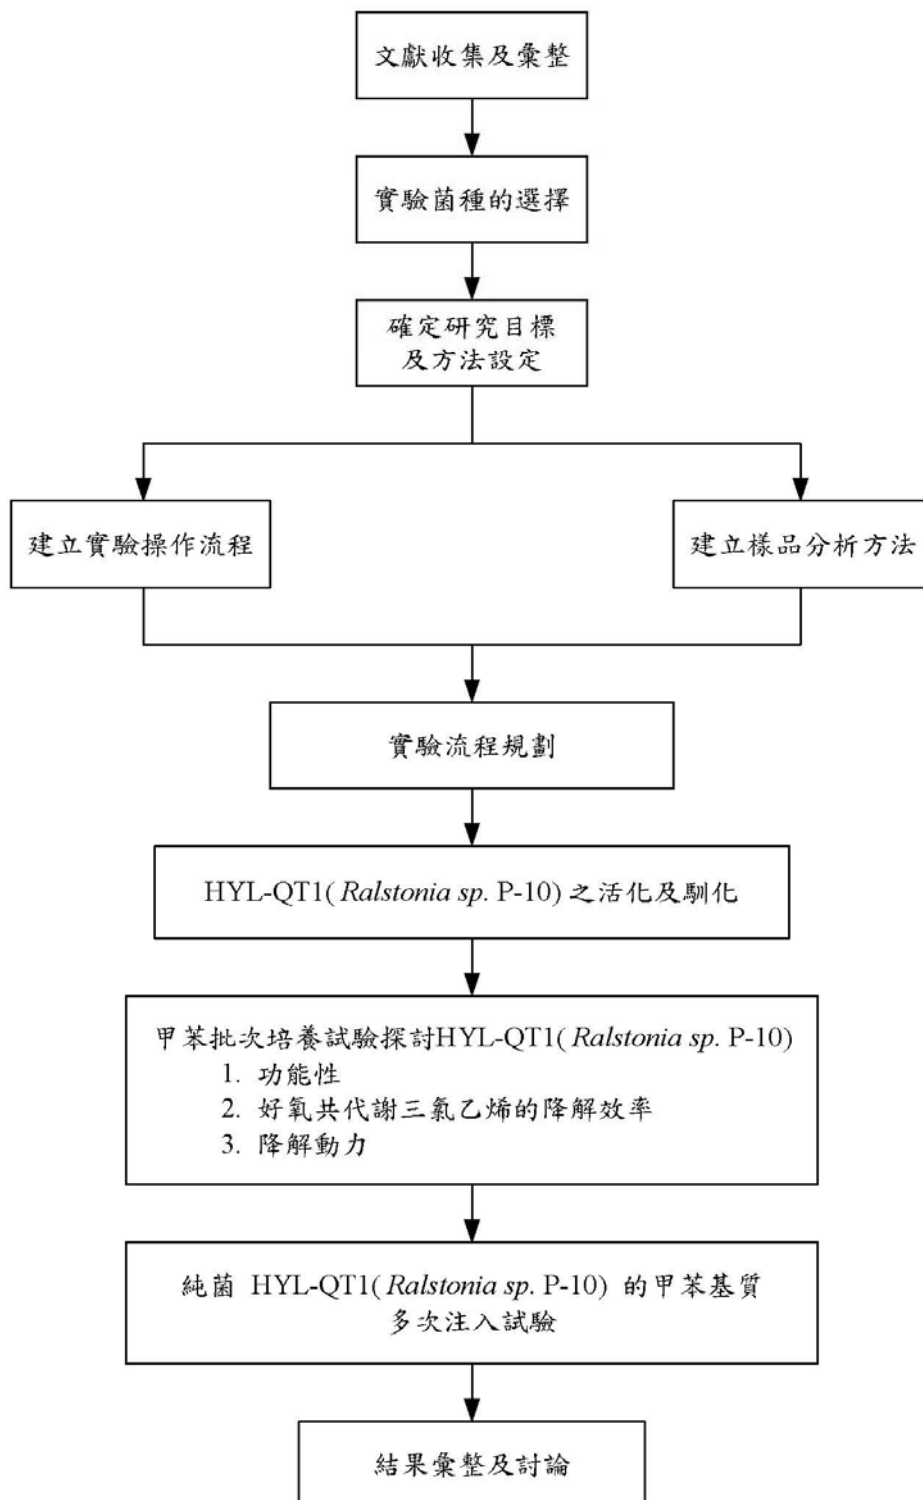 文獻收集及彙整
實驗菌種的選擇
確定研究目標
及方法設定
建立實驗操作流程
建立樣品分析方法
實驗流程規劃
HYL-QT1(Ralstonia sp. P-10) 之活化及馴化
甲苯批次培養試驗探討HYL-QT1(Ralstonia sp. P-10)
1. 功能性
2. 好氧共代謝三氯乙烯的降解效率
3. 降解動力
純菌 HYL-QT1(Ralstonia sp. P-10) 的甲苯基質
多次注入試驗
結果彙整及討論